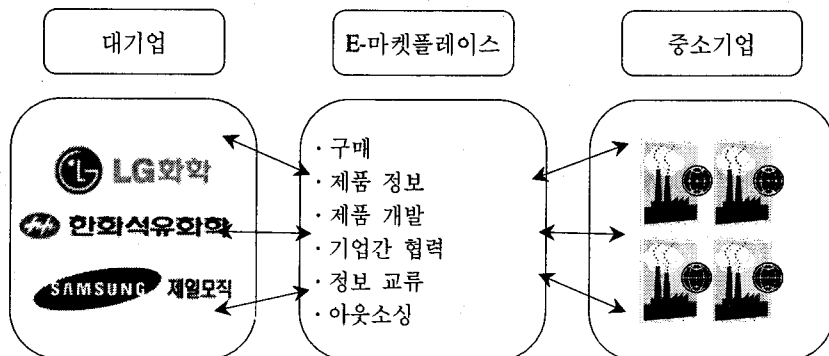 대기업
E-마켓플레이스
중소기업
LG화학
한화석유화학
SAMSUNG 제일모직
· 구매
· 제품 정보
· 제품 개발
· 기업간 협력
· 정보 교류
· 아웃소싱